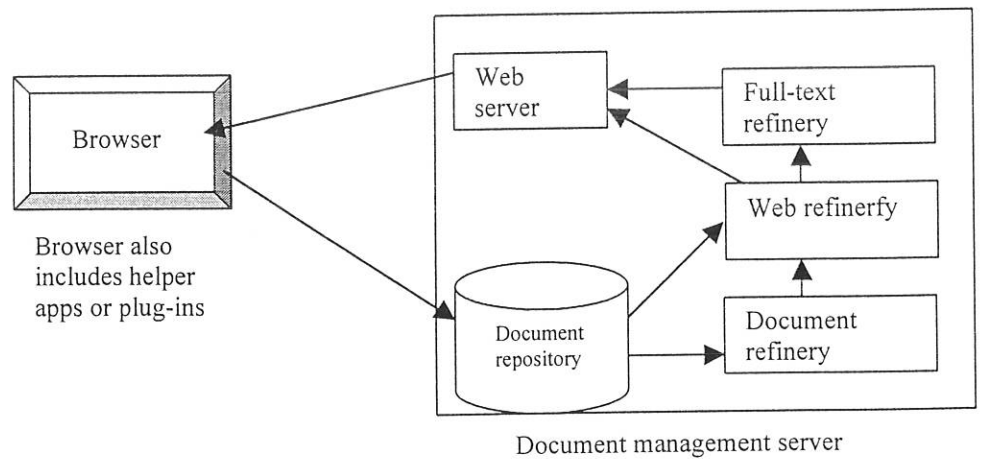 Web
server
Full-text
refinery
Browser
Web refinerfy
Browser also
includes helper
apps or plug-ins
Document
repository
Document
refinery
Document management server